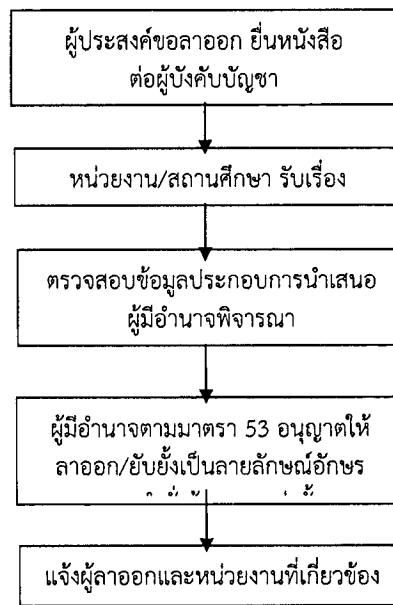 ผู้ประสงค์ขอลาออก ยื่นหนังสือ
ต่อผู้บังคับบัญชา
หน่วยงาน/สถานศึกษา รับเรื่อง
ตรวจสอบข้อมูลประกอบการนำเสนอ
ผู้มีอำนาจพิจารณา
ผู้มีอำนาจตามมาตรา 53 อนุญาตให้
ลาออก/ยับยั้งเป็นลายลักษณ์อักษร
แจ้งผู้ลาออกและหน่วยงานที่เกี่ยวข้อง